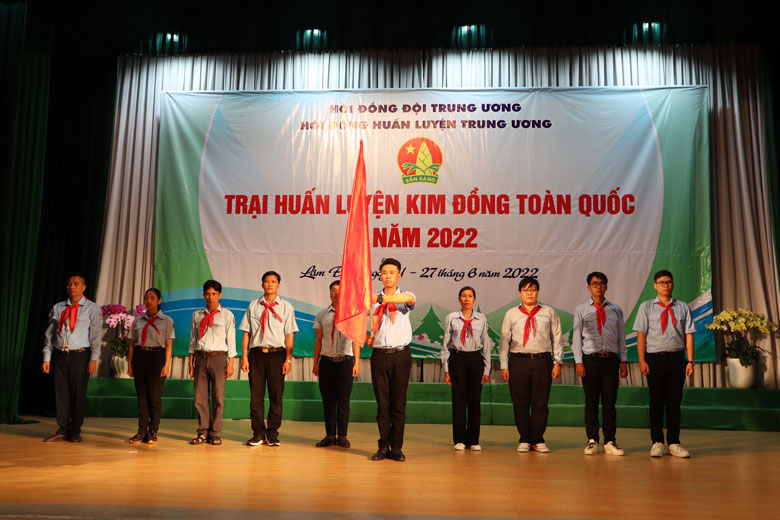 HỘI ĐỒNG ĐỘI TRUNG ƯƠNG
HỘI ĐỒNG HUẤN LUYỆN TRUNG ƯƠNG
SẴN SÀNG
TRẠI HUẤN LUYỆN KIM ĐỒNG TOÀN QUỐC
NĂM 2022
Lâm - 27 tháng 6 năm 2022